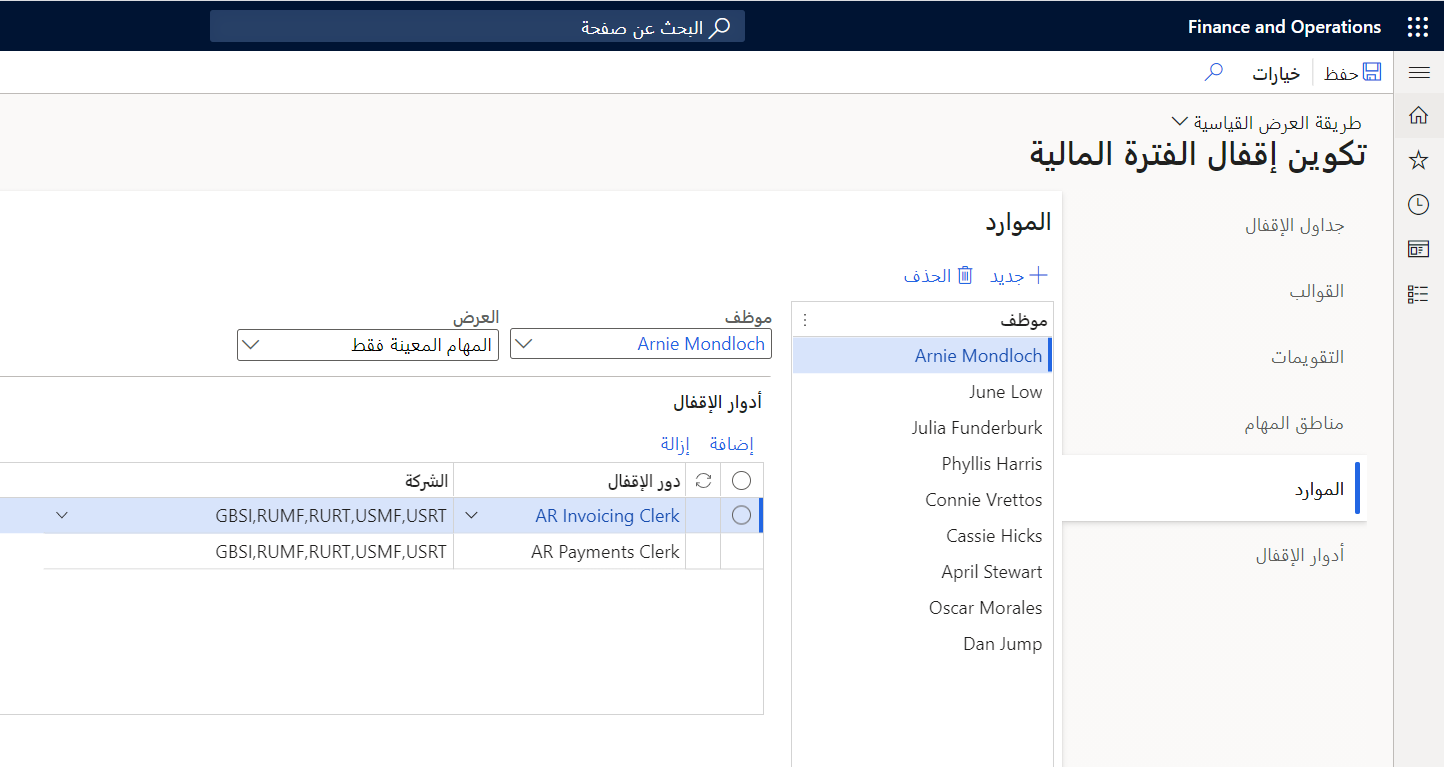 Finance and Operations
البحث عن صفحة
حفظ
خيارات
طريقة العرض القياسية
تكوين إقفال الفترة المالية
جداول الإقفال
القوالب
التقويمات
مناطق المهام
الموارد
أدوار الإقفال
الموارد
جديد
الحذف
موظف
Arnie Mondloch
June Low
Julia Funderburk
Phyllis Harris
Connie Vrettos
Cassie Hicks
April Stewart
Oscar Morales
Dan Jump
موظف
Arnie Mondloch
العرض
المهام المعينة فقط
أدوار الإقفال
إضافة إزالة
دور الإقفال الشركة
AR Invoicing Clerk GBSI,RUMF,RURT,USMF,USRT
AR Payments Clerk GBSI,RUMF,RURT,USMF,USRT